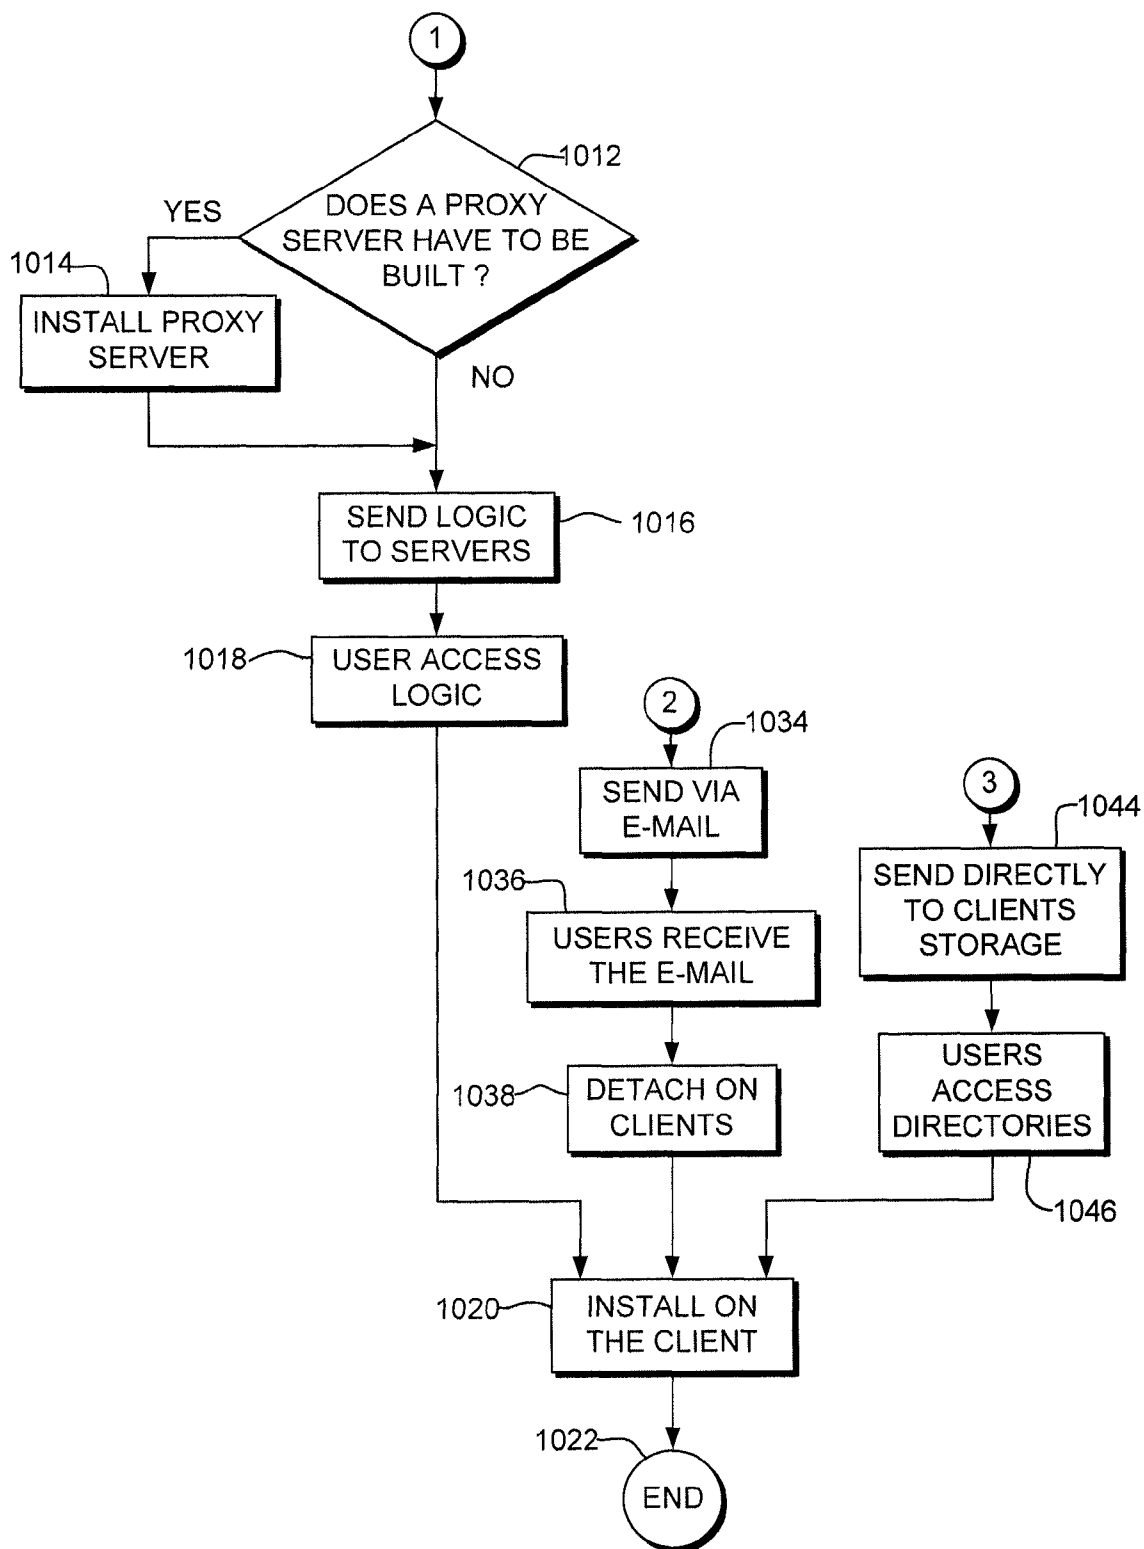 1
1012
DOES A PROXY
SERVER HAVE TO BE
BUILT ?
YES
1014
INSTALL PROXY
SERVER
NO
SEND LOGIC
TO SERVERS
1016
1018
USER ACCESS
LOGIC
2
1034
SEND VIA
E-MAIL
3
1044
SEND DIRECTLY
TO CLIENTS
STORAGE
1036
USERS RECEIVE
THE E-MAIL
1038
DETACH ON
CLIENTS
USERS
ACCESS
DIRECTORIES
1046
1020
INSTALL ON
THE CLIENT
1022
END